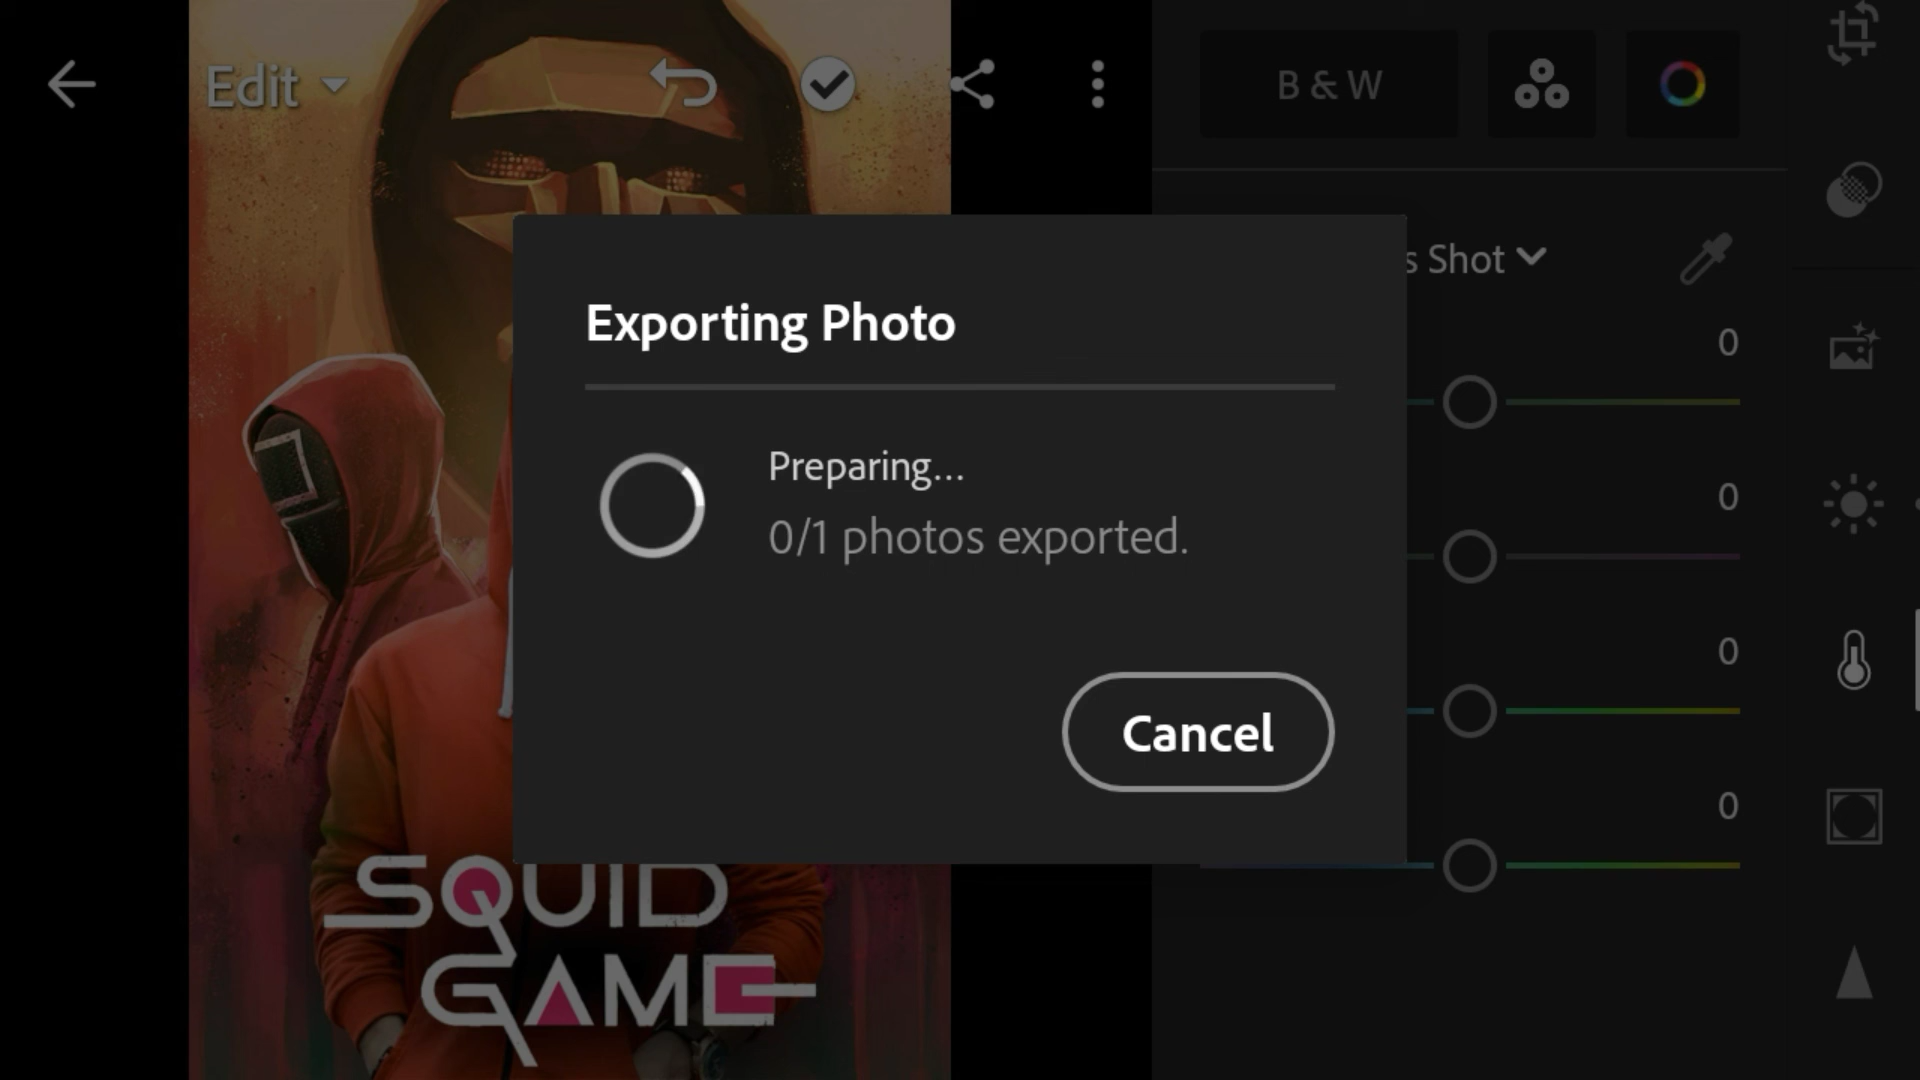 Edit
B & W
s Shot
Exporting Photo
0
Preparing...
0
0/1 photos exported.
0
Cancel
0
SQUID
GAME